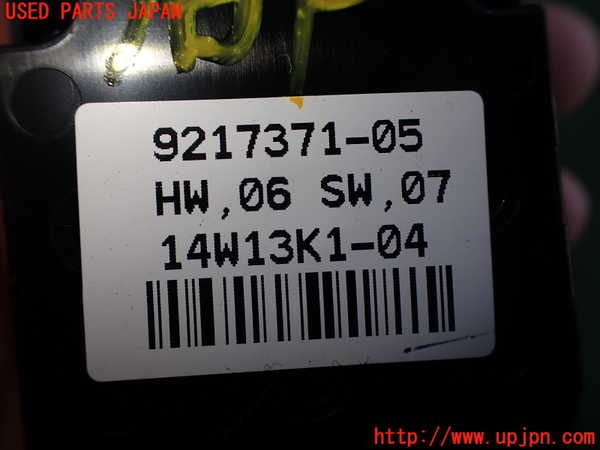 USED PARTS JAPAN
9217371-05
HW,06 SW,07
14W13K1-04
http://www.upjpn.com/